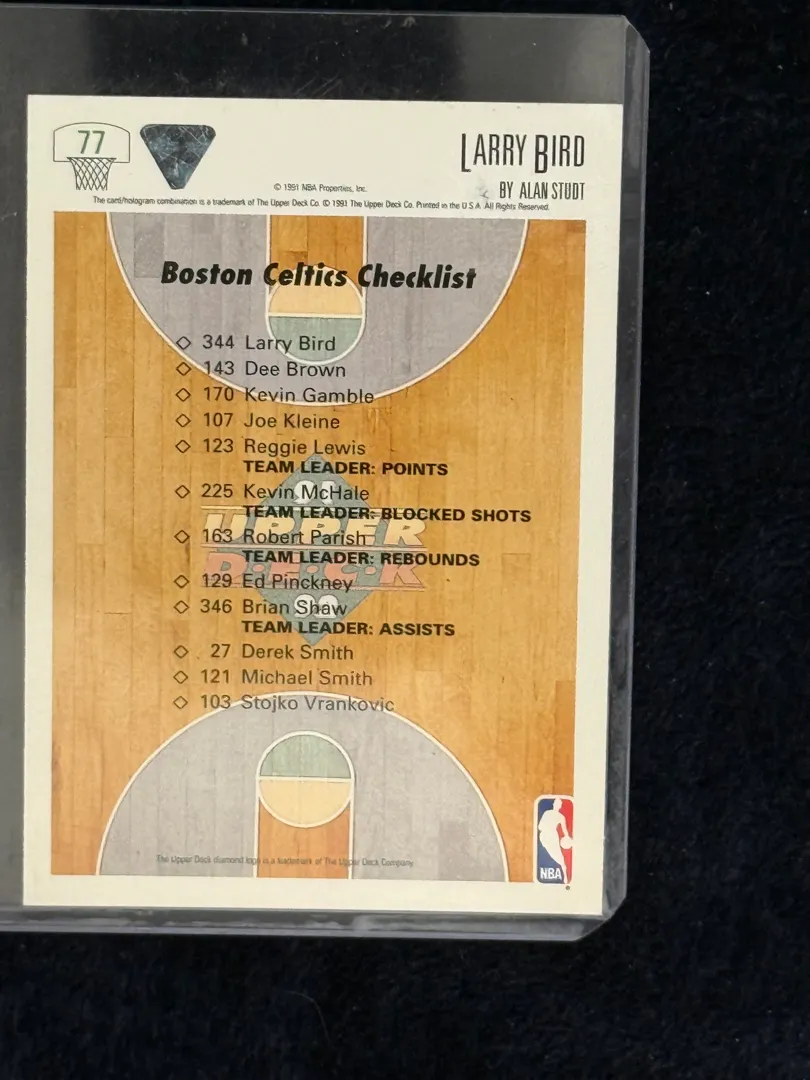 77
LARRY BIRD
BY ALAN STUDT
© 1991 NBA Properties, Inc.
The card/hologram combination is a trademark of The Upper Deck Co. © 1991 The Upper Deck Co. Printed in the U.S.A. All Rights Reserved.
Boston Celtics Checklist
◇ 344 Larry Bird
◇ 143 Dee Brown
◇ 170 Kevin Gamble
◇ 107 Joe Kleine
◇ 123 Reggie Lewis
TEAM LEADER: POINTS
◇ 225 Kevin McHale
TEAM LEADER: BLOCKED SHOTS
◇ 163 Robert Parish
TEAM LEADER: REBOUNDS
◇ 129 Ed Pinckney
◇ 346 Brian Shaw
TEAM LEADER: ASSISTS
◇ 27 Derek Smith
◇ 121 Michael Smith
◇ 103 Stojko Vrankovic
91
UPPER
D·E·C·K
92
The Upper Deck diamond logo is a trademark of The Upper Deck Company.
NBA